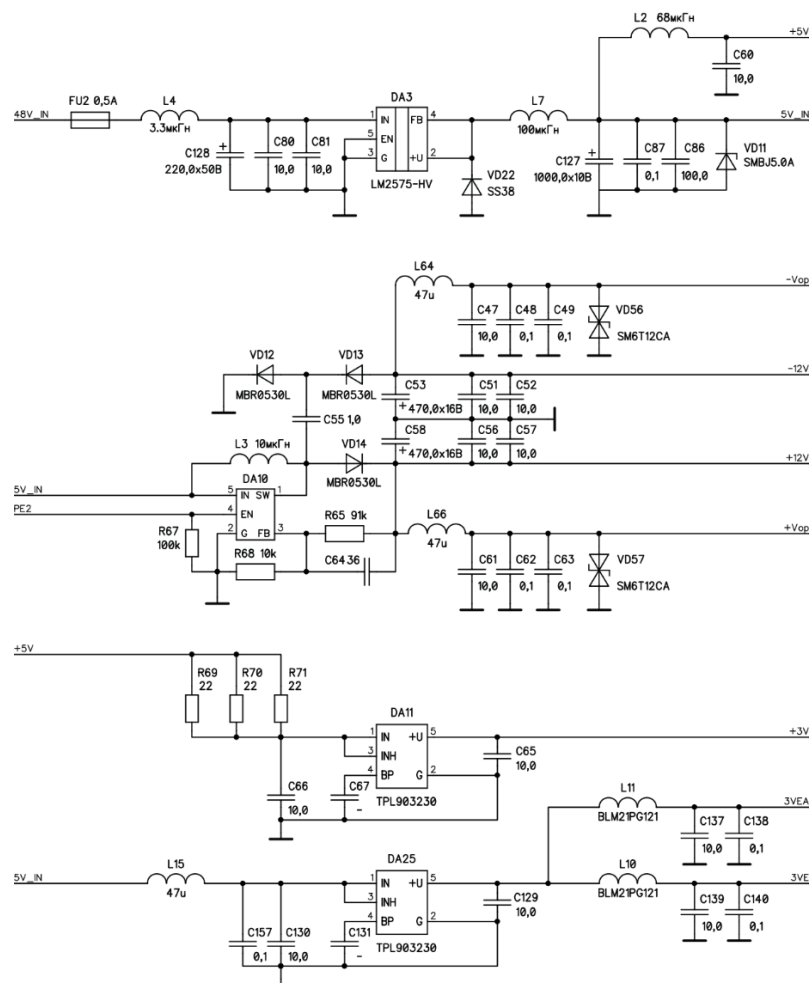 L2 68мкГн
+5V
C60
10,0
FU2 0,5A
L4
DA3
L7
48V_IN
3.3мкГн
1 IN FB 4
100мкГн
5V_IN
5 EN
3 G +U 2
C128
220,0x50В
C80
10,0
C81
10,0
LM2575-HV
VD22
SS38
C127
1000,0x10В
C87
0,1
C86
100,0
VD11
SMBJ5.0A
L64
47u
-Vop
C47
10,0
C48
0,1
C49
0,1
VD56
SM6T12CA
VD12
MBR0530L
VD13
MBR0530L
-12V
C53
470,0x16В
C51
10,0
C52
10,0
C55 1,0
C58
470,0x16В
C56
10,0
C57
10,0
L3 10мкГн
VD14
MBR0530L
+12V
DA10
5V_IN
5 IN SW 1
PE2
4 EN
2 G FB 3
R67
100k
R65 91k
R68 10k
C64 36
L66
47u
+Vop
C61
10,0
C62
0,1
C63
0,1
VD57
SM6T12CA
+5V
R69
22
R70
22
R71
22
DA11
1 IN +U 5
3 INH
4 BP G 2
TPL903230
+3V
C65
10,0
C66
10,0
C67
-
L11
BLM21PG121
3VEA
C137
10,0
C138
0,1
5V_IN
L15
47u
DA25
1 IN +U 5
3 INH
4 BP G 2
TPL903230
C129
10,0
L10
BLM21PG121
3VE
C139
10,0
C140
0,1
C157
0,1
C130
10,0
C131
-